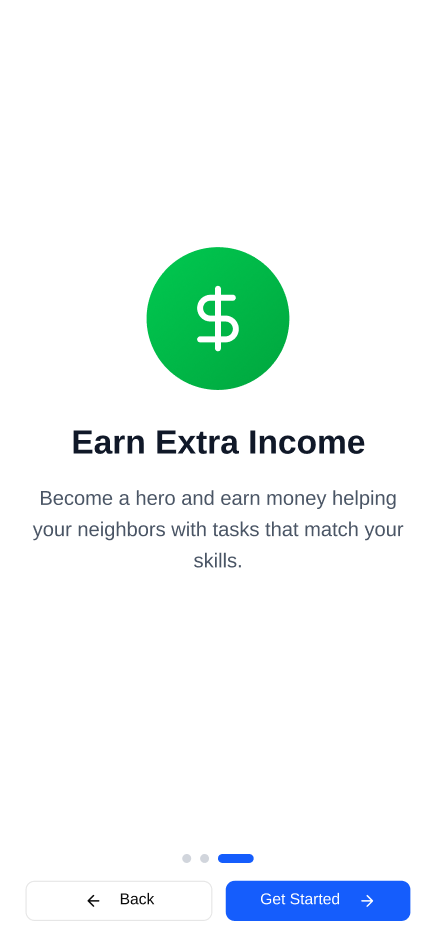 Earn Extra Income
Become a hero and earn money helping
your neighbors with tasks that match your
skills.
Back
Get Started